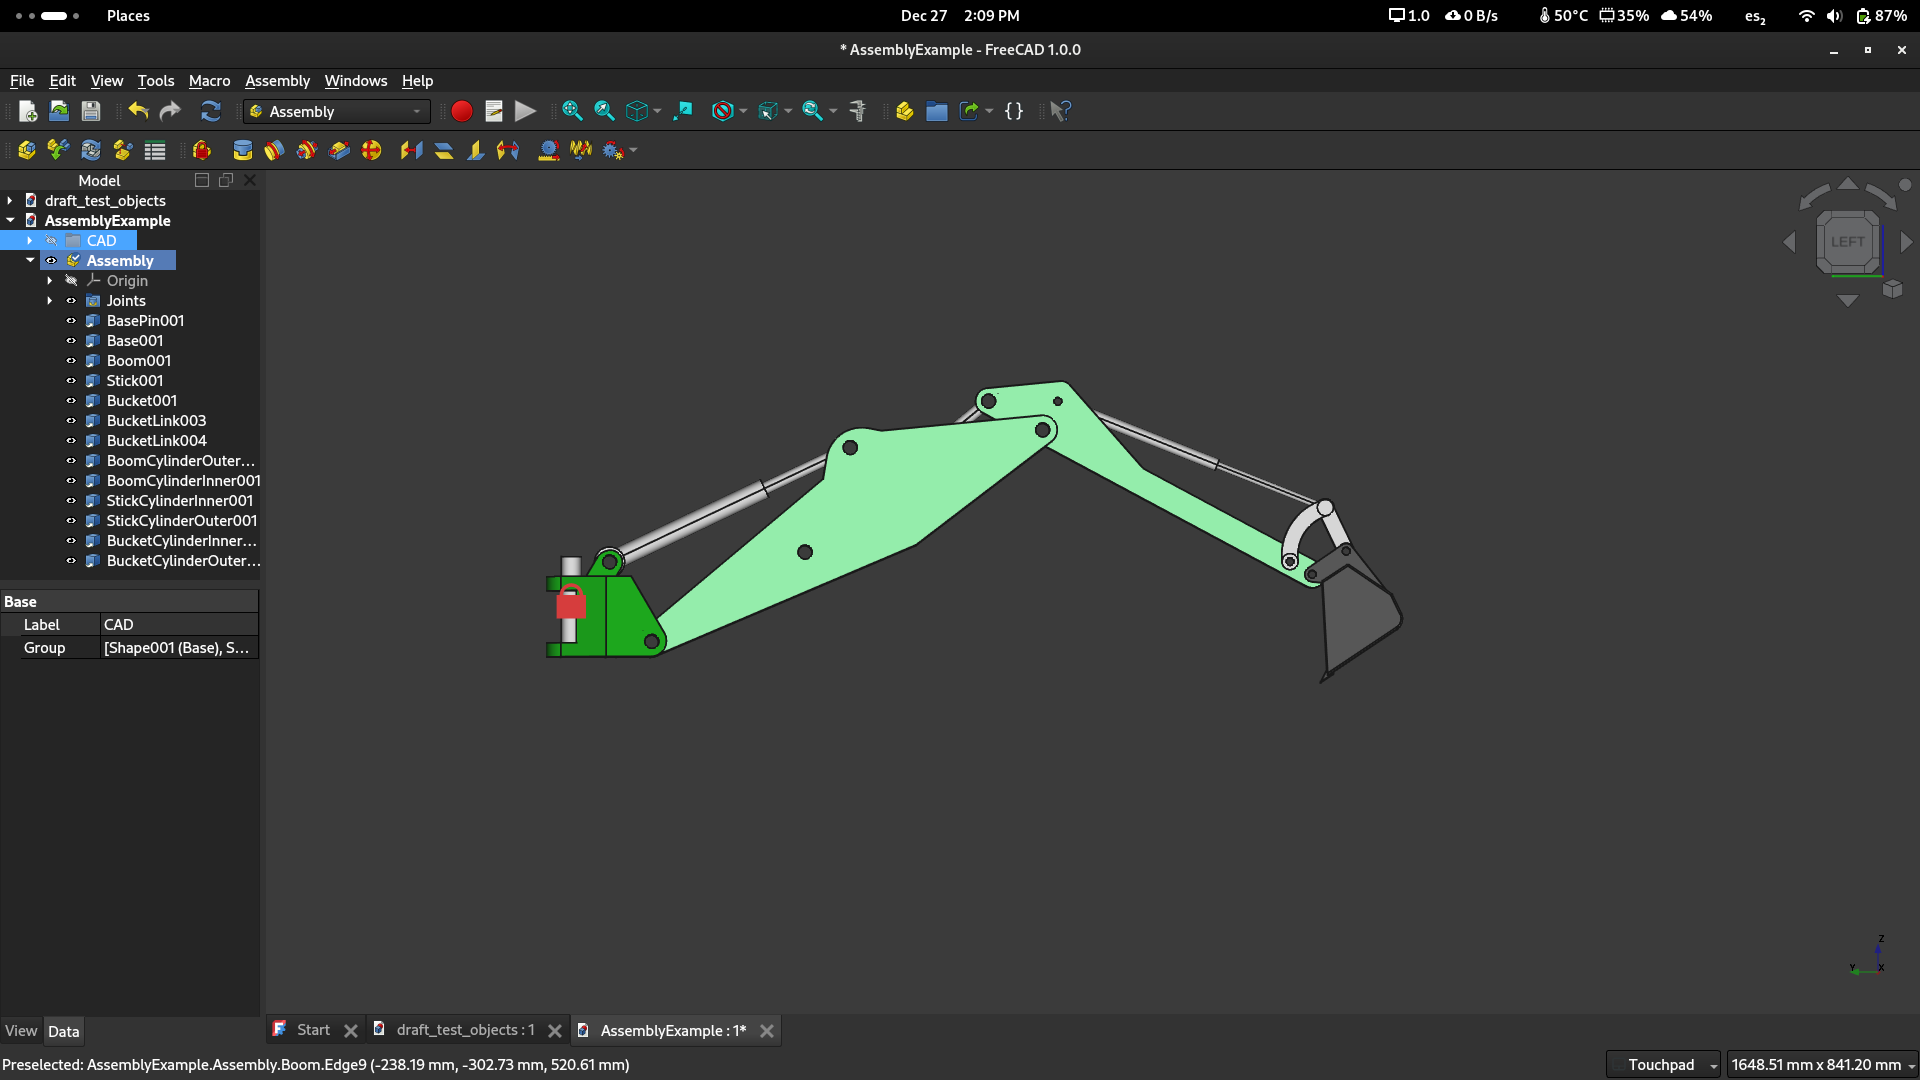 Places
Dec 27 2:09 PM
1.0 0 B/s 50°C 35% 54% es2 87%
* AssemblyExample - FreeCAD 1.0.0
File Edit View Tools Macro Assembly Windows Help
Assembly
Model
draft_test_objects
AssemblyExample
CAD
Assembly
Origin
Joints
BasePin001
Base001
Boom001
Stick001
Bucket001
BucketLink003
BucketLink004
BoomCylinderOuter...
BoomCylinderInner001
StickCylinderInner001
StickCylinderOuter001
BucketCylinderInner...
BucketCylinderOuter...
LEFT
Base
Label CAD
Group [Shape001 (Base), S...
Z
Y X
View Data
Start draft_test_objects : 1 AssemblyExample : 1*
Preselected: AssemblyExample.Assembly.Boom.Edge9 (-238.19 mm, -302.73 mm, 520.61 mm)
Touchpad 1648.51 mm x 841.20 mm